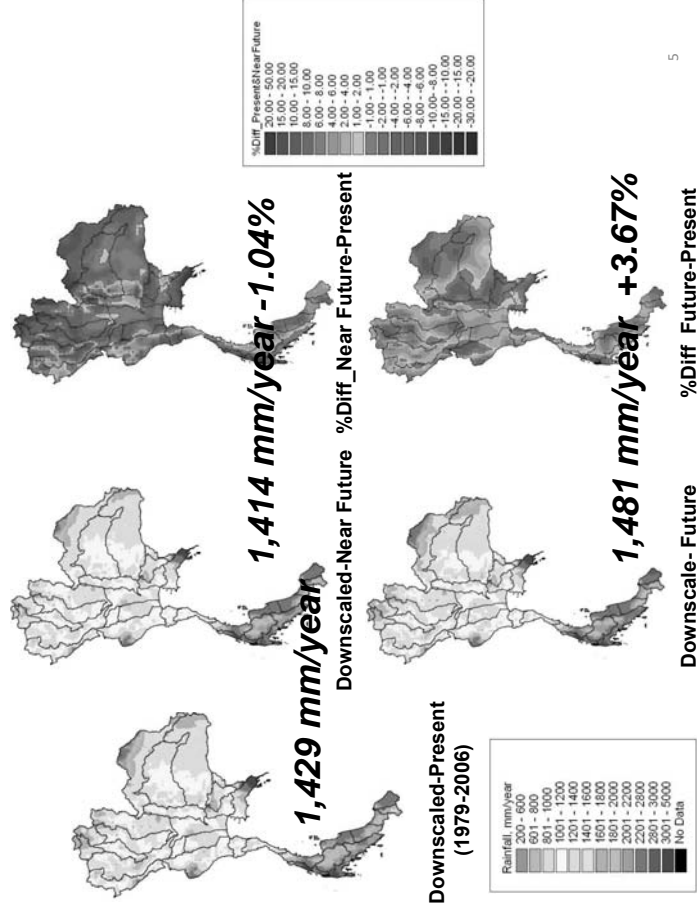 1,429 mm/year
Downscaled-Present
(1979-2006)
1,414 mm/year -1.04%
Downscaled-Near Future %Diff_Near Future-Present
1,481 mm/year +3.67%
Downscale- Future %Diff Future-Present
Rainfall, mm/year
200 - 600
601 - 800
801 - 1000
1001 - 1200
1201 - 1400
1401 - 1600
1601 - 1800
1801 - 2000
2001 - 2200
2201 - 2800
2801 - 3000
3001 - 5000
No Data
%Diff_Present&NearFuture
20.00 - 50.00
15.00 - 20.00
10.00 - 15.00
8.00 - 10.00
6.00 - 8.00
4.00 - 6.00
2.00 - 4.00
1.00 - 2.00
-1.00 - 1.00
-2.00 --1.00
-4.00 --2.00
-6.00 --4.00
-8.00 --6.00
-10.00 --8.00
-15.00 --10.00
-20.00 --15.00
-30.00 --20.00
5